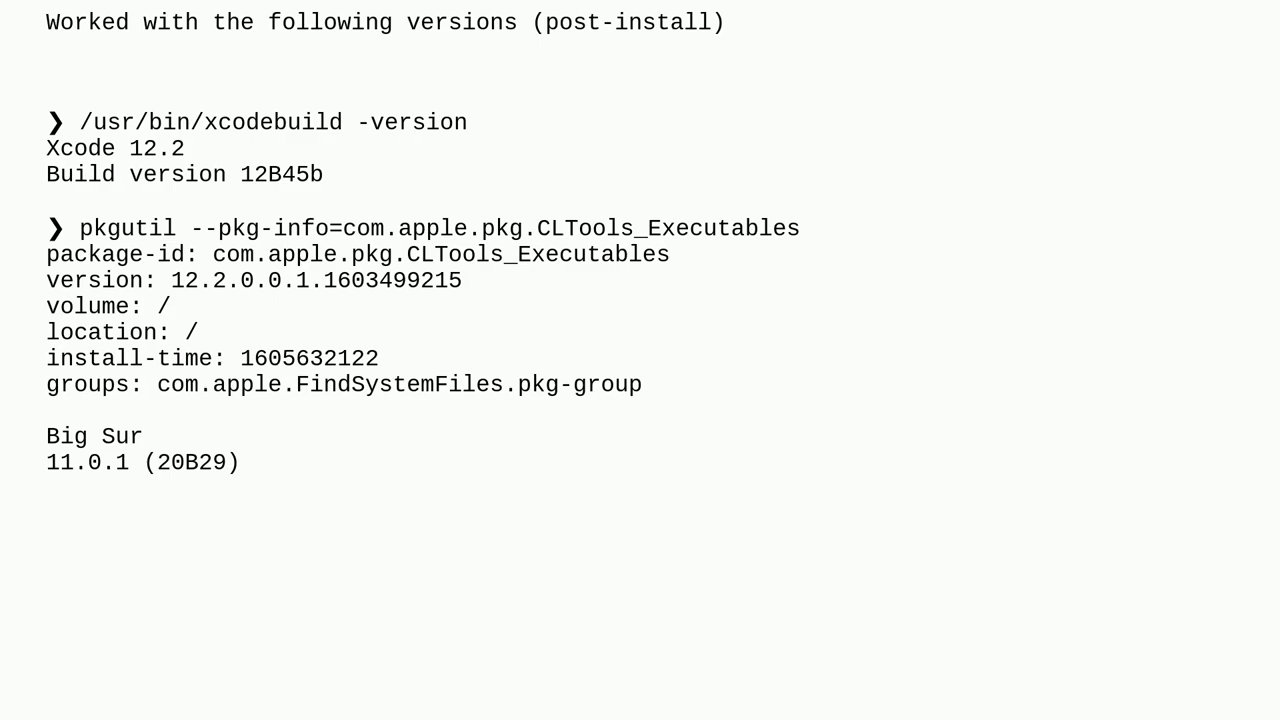 Worked with the following versions (post-install)
❯ /usr/bin/xcodebuild -version
Xcode 12.2
Build version 12B45b
❯ pkgutil --pkg-info=com.apple.pkg.CLTools_Executables
package-id: com.apple.pkg.CLTools_Executables
version: 12.2.0.0.1.1603499215
volume: /
location: /
install-time: 1605632122
groups: com.apple.FindSystemFiles.pkg-group
Big Sur
11.0.1 (20B29)